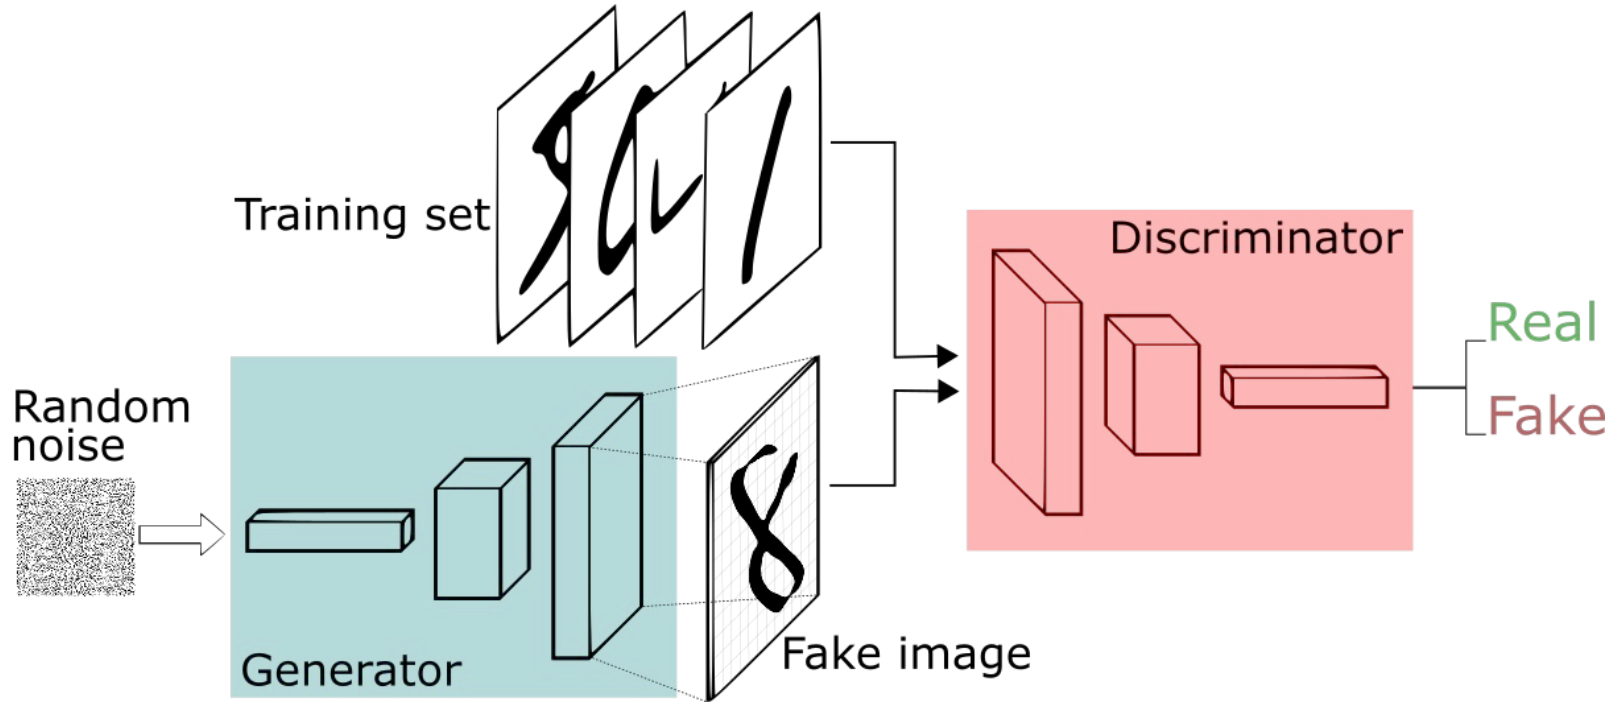 Training set
Discriminator
Real
Fake
Random
noise
Generator
Fake image